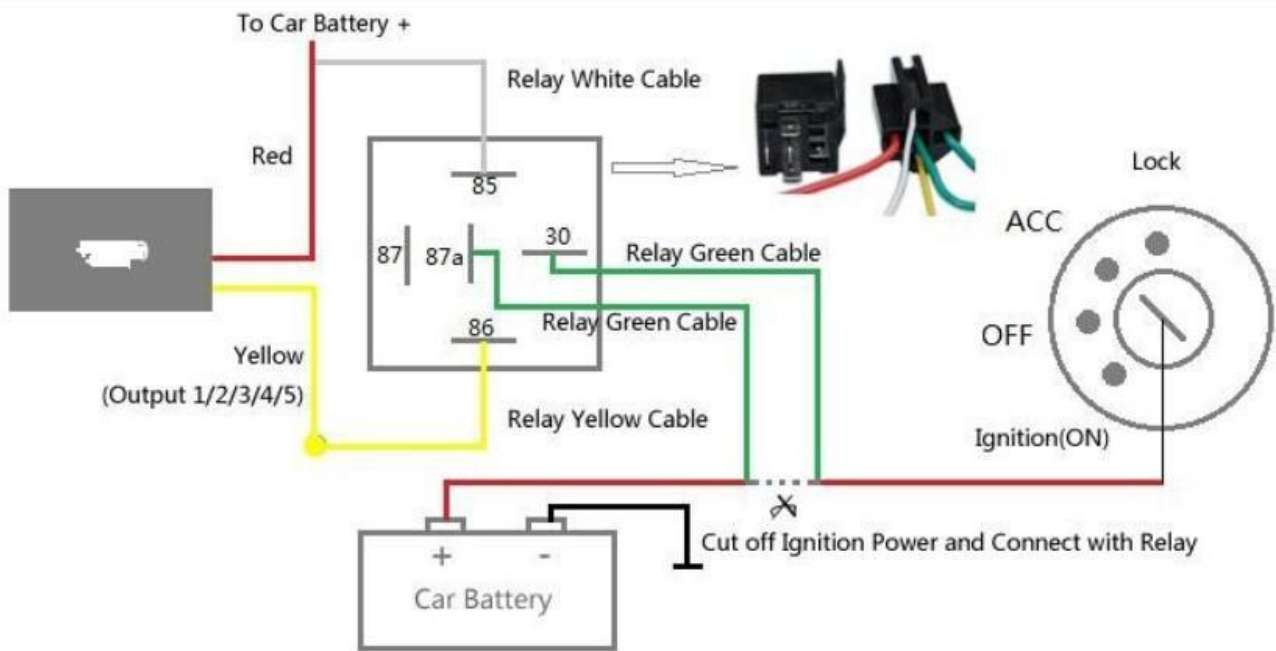 To Car Battery +
Relay White Cable
Red
85
Lock
ACC
87
87a
30
Relay Green Cable
Relay Green Cable
OFF
86
Yellow
(Output 1/2/3/4/5)
Relay Yellow Cable
Ignition(ON)
Cut off Ignition Power and Connect with Relay
+ -
Car Battery